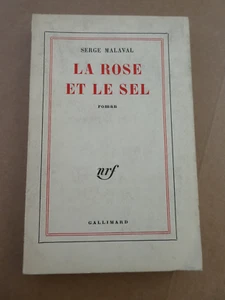 SERGE MALAVAL
LA ROSE
ET LE SEL
roman
nrf
GALLIMARD